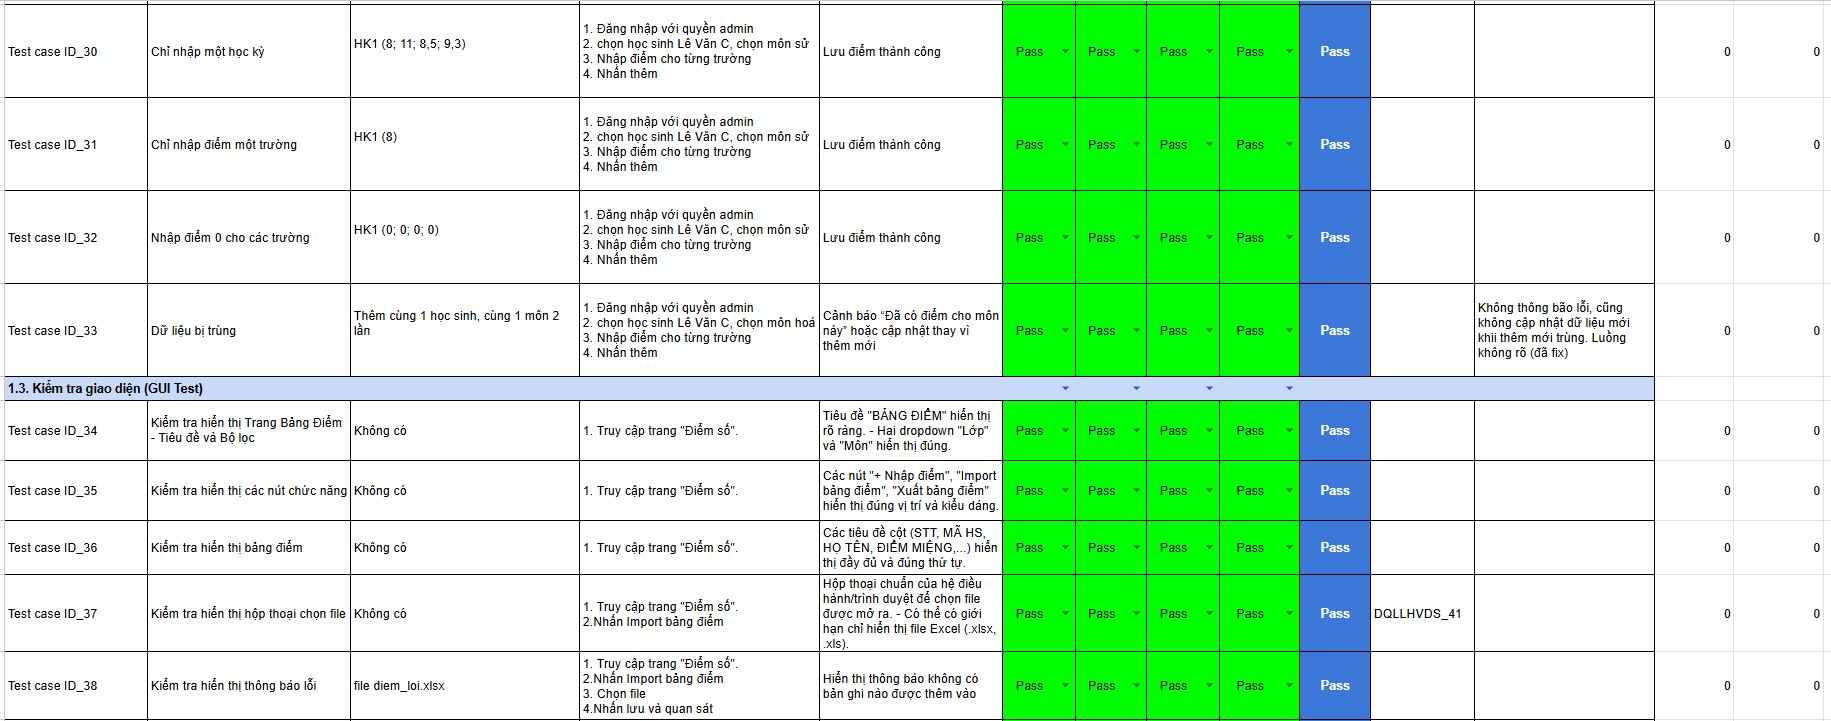 Test case ID_30
Chỉ nhập một học kỳ
HK1 (8; 11; 8,5; 9,3)
1. Đăng nhập với quyền admin
2. chọn học sinh Lê Văn C, chọn môn sử
3. Nhập điểm cho từng trường
4. Nhấn thêm
Lưu điểm thành công
Pass
Pass
Pass
Pass
Pass
0
0
Test case ID_31
Chỉ nhập điểm một trường
HK1 (8)
1. Đăng nhập với quyền admin
2. chọn học sinh Lê Văn C, chọn môn sử
3. Nhập điểm cho từng trường
4. Nhấn thêm
Lưu điểm thành công
Pass
Pass
Pass
Pass
Pass
0
0
Test case ID_32
Nhập điểm 0 cho các trường
HK1 (0; 0; 0; 0)
1. Đăng nhập với quyền admin
2. chọn học sinh Lê Văn C, chọn môn sử
3. Nhập điểm cho từng trường
4. Nhấn thêm
Lưu điểm thành công
Pass
Pass
Pass
Pass
Pass
0
0
Test case ID_33
Dữ liệu bị trùng
Thêm cùng 1 học sinh, cùng 1 môn 2
lần
1. Đăng nhập với quyền admin
2. chọn học sinh Lê Văn C, chọn môn hoá
3. Nhập điểm cho từng trường
4. Nhấn thêm
Cảnh báo “Đã có điểm cho môn
này” hoặc cập nhật thay vì
thêm mới
Pass
Pass
Pass
Pass
Pass
Không thông bão lỗi, cũng
không cập nhật dữ liệu mới
khii thêm mới trùng. Luồng
không rõ (đã fix)
0
0
1.3. Kiểm tra giao diện (GUI Test)
Test case ID_34
Kiểm tra hiển thị Trang Bảng Điểm
- Tiêu đề và Bộ lọc
Không có
1. Truy cập trang "Điểm số".
Tiêu đề "BẢNG ĐIỂM" hiển thị
rõ ràng. - Hai dropdown "Lớp"
và "Môn" hiển thị đúng.
Pass
Pass
Pass
Pass
Pass
0
0
Test case ID_35
Kiểm tra hiển thị các nút chức năng
Không có
1. Truy cập trang "Điểm số".
Các nút "+ Nhập điểm", "Import
bảng điểm", "Xuất bảng điểm"
hiển thị đúng vị trí và kiểu dáng.
Pass
Pass
Pass
Pass
Pass
0
0
Test case ID_36
Kiểm tra hiển thị bảng điểm
Không có
1. Truy cập trang "Điểm số".
Các tiêu đề cột (STT, MÃ HS,
HỌ TÊN, ĐIỂM MIỆNG,...) hiển
thị đầy đủ và đúng thứ tự.
Pass
Pass
Pass
Pass
Pass
0
0
Test case ID_37
Kiểm tra hiển thị hộp thoại chọn file
Không có
1. Truy cập trang "Điểm số".
2.Nhấn Import bảng điểm
Hộp thoại chuẩn của hệ điều
hành/trình duyệt để chọn file
được mở ra. - Có thể có giới
hạn chỉ hiển thị file Excel (.xlsx,
.xls).
Pass
Pass
Pass
Pass
Pass
DQLLHVDS_41
0
0
Test case ID_38
Kiểm tra hiển thị thông báo lỗi
file diem_loi.xlsx
1. Truy cập trang "Điểm số".
2.Nhấn Import bảng điểm
3. Chọn file
4.Nhấn lưu và quan sát
Hiển thị thông báo không có
bản ghi nào được thêm vào
Pass
Pass
Pass
Pass
Pass
0
0